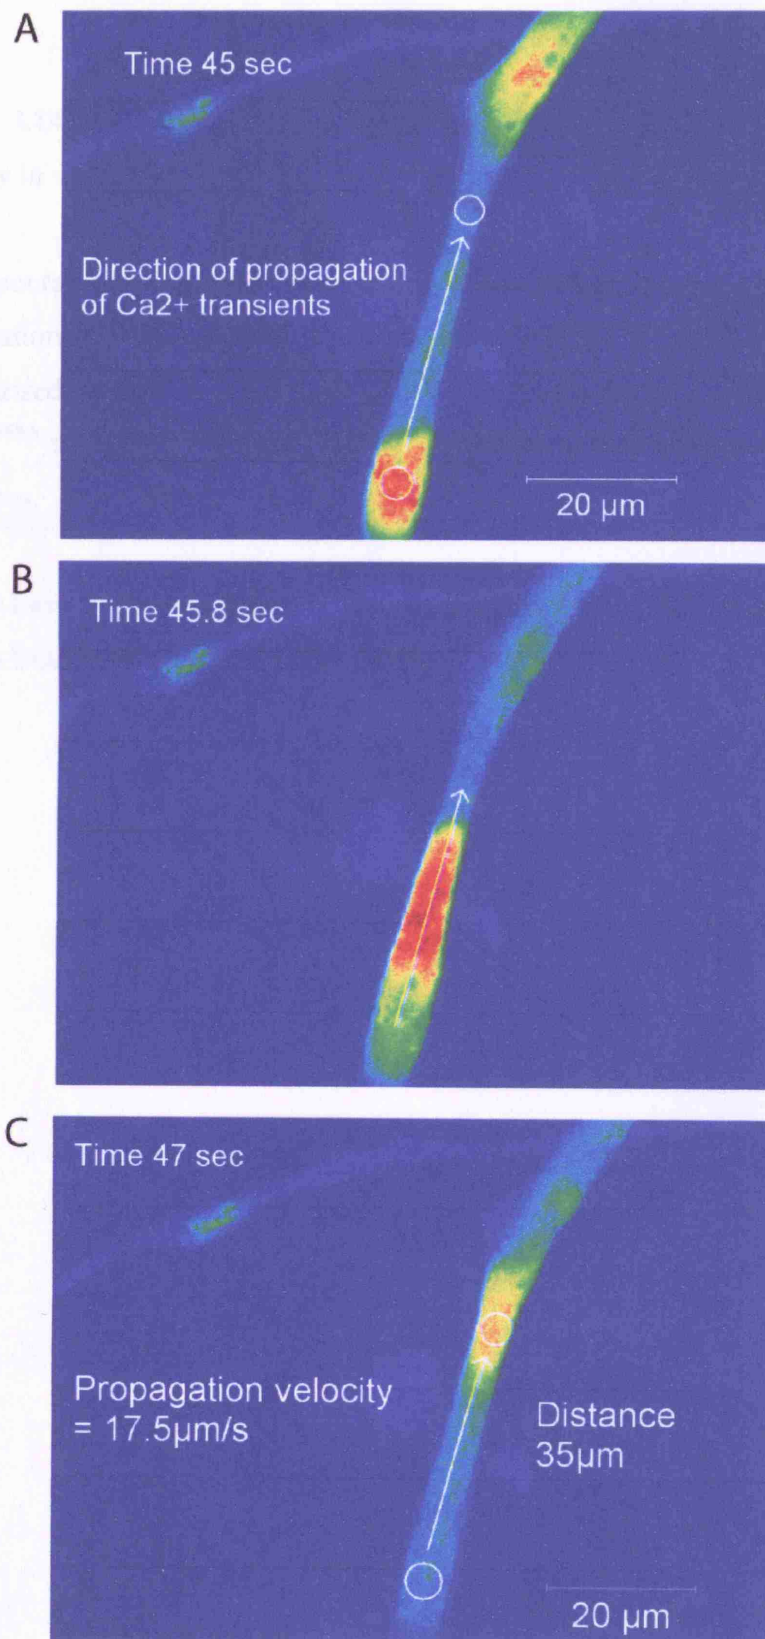 A
Time 45 sec
Direction of propagation
of Ca2+ transients
20 μm
B
Time 45.8 sec
C
Time 47 sec
Propagation velocity
= 17.5μm/s
Distance
35μm
20 μm